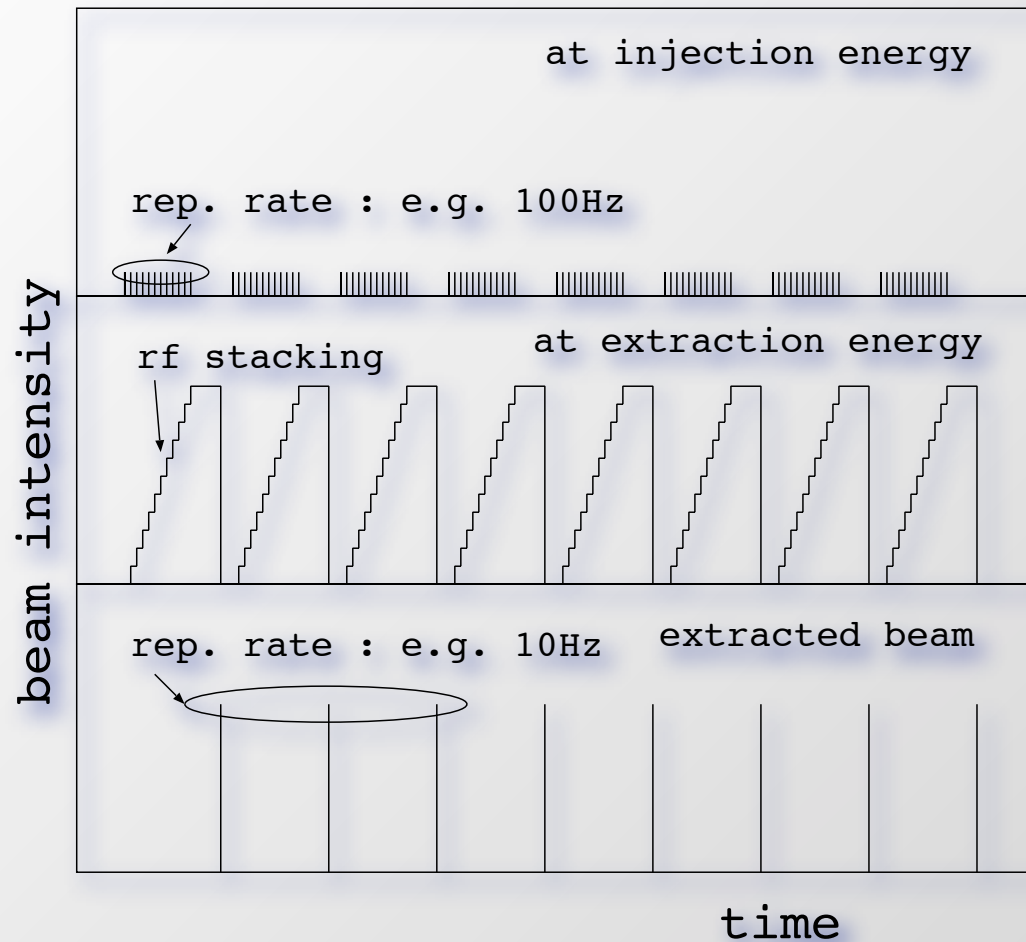 at injection energy
rep. rate : e.g. 100Hz
at extraction energy
rf stacking
rep. rate : e.g. 10Hz
extracted beam
beam intensity
time